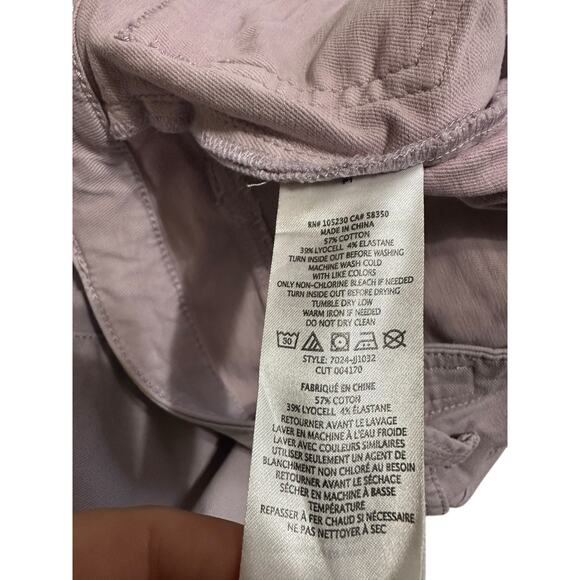 RN# 105230 CA# 58350
MADE IN CHINA
57% COTTON
39% LYOCELL 4% ELASTANE
TURN INSIDE OUT BEFORE WASHING
MACHINE WASH COLD
WITH LIKE COLORS
ONLY NON-CHLORINE BLEACH IF NEEDED
TURN INSIDE OUT BEFORE DRYING
TUMBLE DRY LOW
WARM IRON IF NEEDED
DO NOT DRY CLEAN
30
STYLE: 7024-JJ1032
CUT 004170
FABRIQUÉ EN CHINE
57% COTON
39% LYOCELL 4% ÉLASTANE
RETOURNER AVANT LE LAVAGE
LAVER EN MACHINE À L'EAU FROIDE
LAVER AVEC COULEURS SIMILAIRES
UTILISER SEULEMENT UN AGENT DE
BLANCHIMENT NON CHLORÉ AU BESOIN
RETOURNER AVANT LE SÉCHAGE
SÉCHER EN MACHINE À BASSE
TEMPÉRATURE
REPASSER À FER CHAUD SI NÉCESSAIRE
NE PAS NETTOYER À SEC